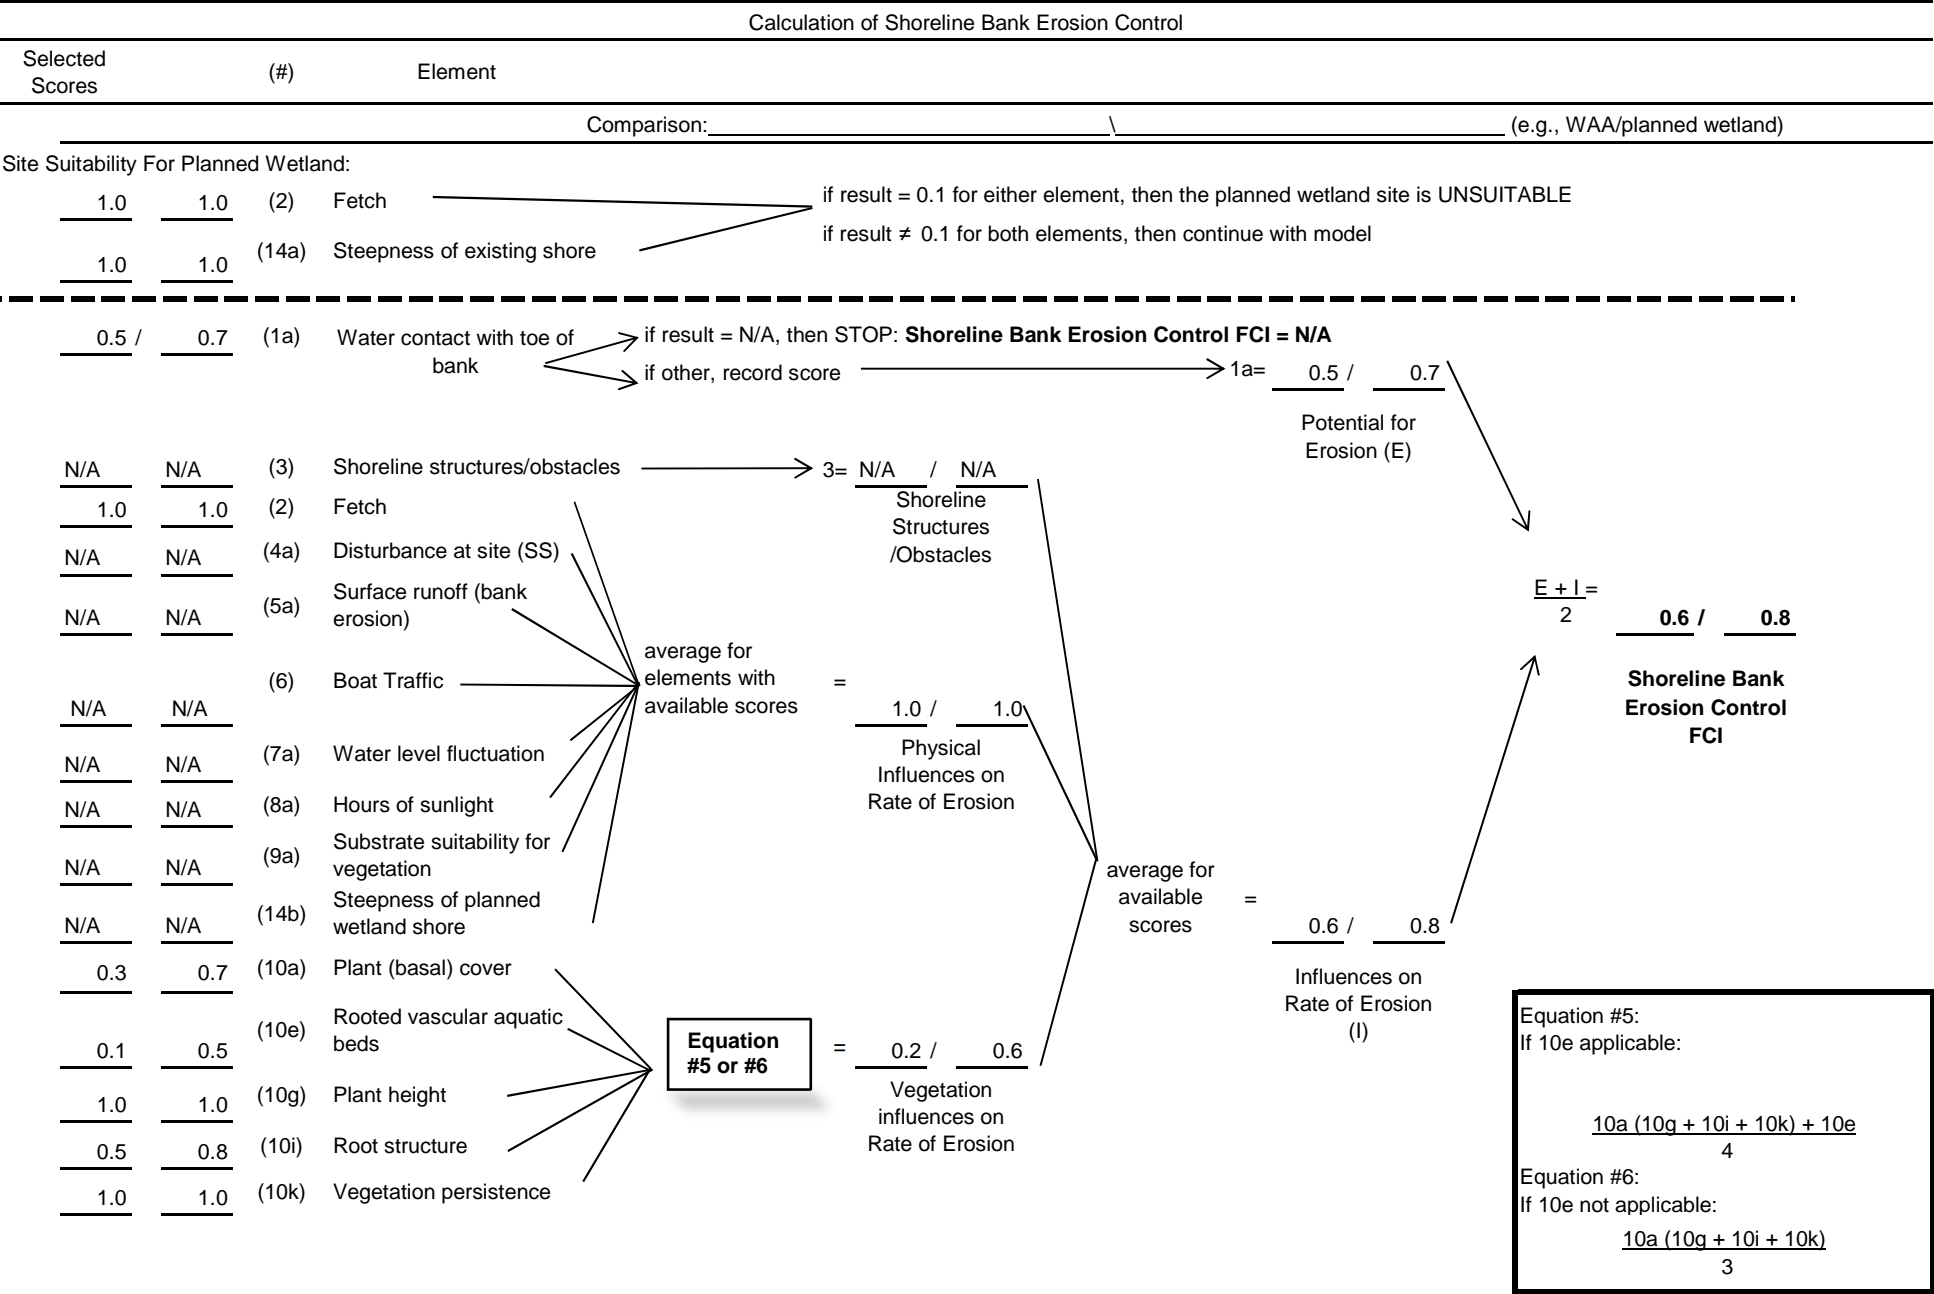 Calculation of Shoreline Bank Erosion Control
Selected Scores (#) Element
Comparison: \ (e.g., WAA/planned wetland)
Site Suitability For Planned Wetland:
1.0 1.0 (2) Fetch
if result = 0.1 for either element, then the planned wetland site is UNSUITABLE
if result ≠ 0.1 for both elements, then continue with model
1.0 1.0 (14a) Steepness of existing shore
0.5 / 0.7 (1a) Water contact with toe of bank
if result = N/A, then STOP: Shoreline Bank Erosion Control FCI = N/A
if other, record score
1a= 0.5 / 0.7
Potential for
Erosion (E)
N/A N/A (3) Shoreline structures/obstacles
3= N/A / N/A
Shoreline
Structures
/Obstacles
1.0 1.0 (2) Fetch
N/A N/A (4a) Disturbance at site (SS)
N/A N/A (5a) Surface runoff (bank erosion)
N/A N/A (6) Boat Traffic
N/A N/A (7a) Water level fluctuation
N/A N/A (8a) Hours of sunlight
N/A N/A (9a) Substrate suitability for vegetation
N/A N/A (14b) Steepness of planned wetland shore
average for
elements with
available scores
= 1.0 / 1.0
Physical
Influences on
Rate of Erosion
0.3 0.7 (10a) Plant (basal) cover
0.1 0.5 (10e) Rooted vascular aquatic beds
1.0 1.0 (10g) Plant height
0.5 0.8 (10i) Root structure
1.0 1.0 (10k) Vegetation persistence
Equation
#5 or #6
= 0.2 / 0.6
Vegetation
influences on
Rate of Erosion
average for
available
scores
= 0.6 / 0.8
Influences on
Rate of Erosion
(I)
E + I =
2
0.6 / 0.8
Shoreline Bank
Erosion Control
FCI
Equation #5:
If 10e applicable:
10a (10g + 10i + 10k) + 10e
4
Equation #6:
If 10e not applicable:
10a (10g + 10i + 10k)
3